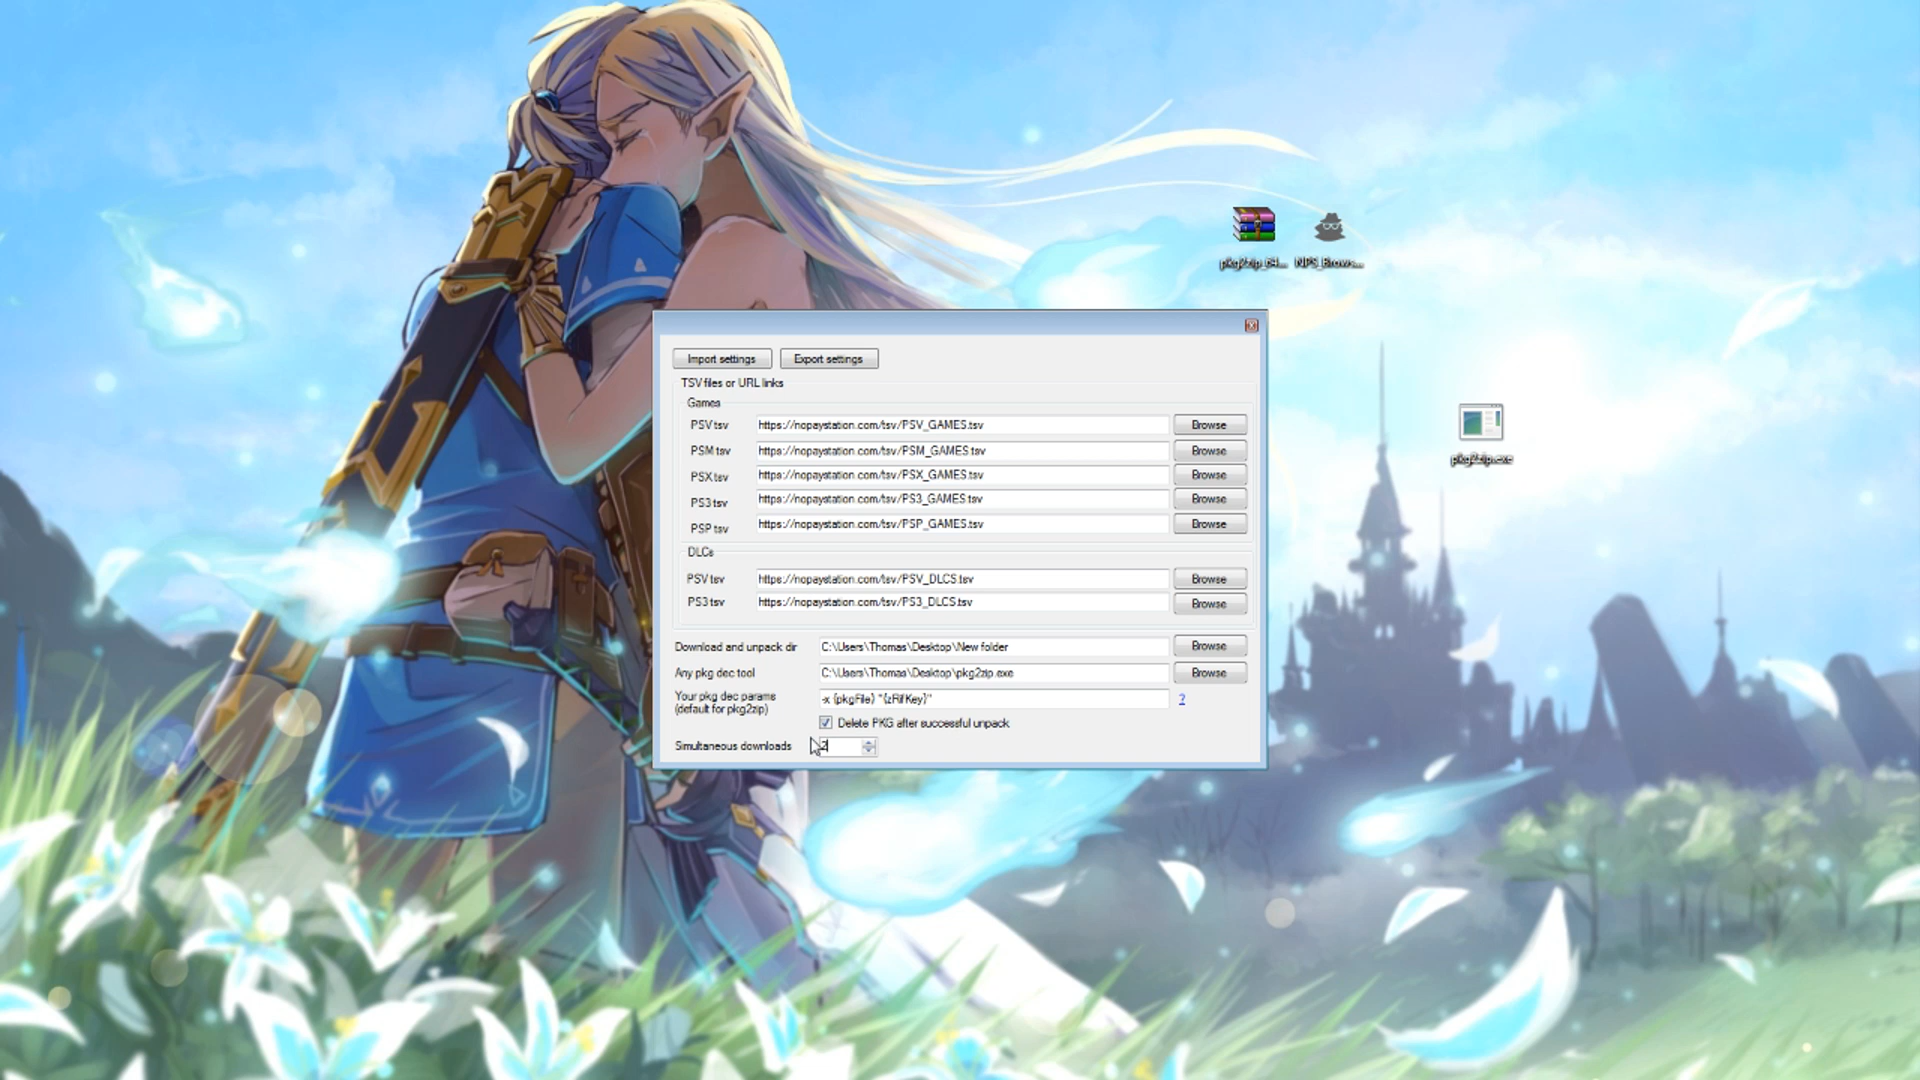 pkg2zip_64... NPS_Brows...
Import settings Export settings
TSV files or URL links
Games
PSV tsv https://nopaystation.com/tsv/PSV_GAMES.tsv Browse
PSM tsv https://nopaystation.com/tsv/PSM_GAMES.tsv Browse
PSX tsv https://nopaystation.com/tsv/PSX_GAMES.tsv Browse
PS3 tsv https://nopaystation.com/tsv/PS3_GAMES.tsv Browse
PSP tsv https://nopaystation.com/tsv/PSP_GAMES.tsv Browse
DLCs
PSV tsv https://nopaystation.com/tsv/PSV_DLCS.tsv Browse
PS3 tsv https://nopaystation.com/tsv/PS3_DLCS.tsv Browse
pkg2zip.exe
Download and unpack dir C:\Users\Thomas\Desktop\New folder Browse
Any pkg dec tool C:\Users\Thomas\Desktop\pkg2zip.exe Browse
Your pkg dec params
(default for pkg2zip) -x {pkgFile} "{zRifKey}" ?
Delete PKG after successful unpack
Simultaneous downloads 2